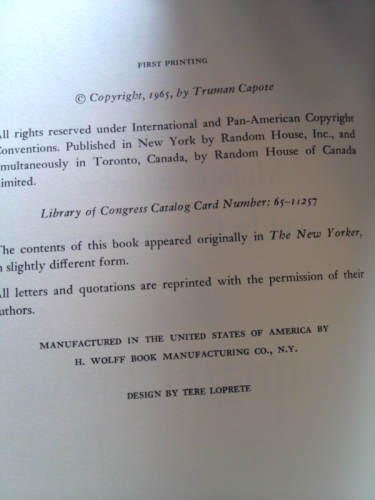 FIRST PRINTING
© Copyright, 1965, by Truman Capote
All rights reserved under International and Pan-American Copyright
Conventions. Published in New York by Random House, Inc., and
simultaneously in Toronto, Canada, by Random House of Canada
Limited.
Library of Congress Catalog Card Number: 65-11257
The contents of this book appeared originally in The New Yorker,
in slightly different form.
All letters and quotations are reprinted with the permission of their
authors.
MANUFACTURED IN THE UNITED STATES OF AMERICA BY
H. WOLFF BOOK MANUFACTURING CO., N.Y.
DESIGN BY TERE LOPRETE